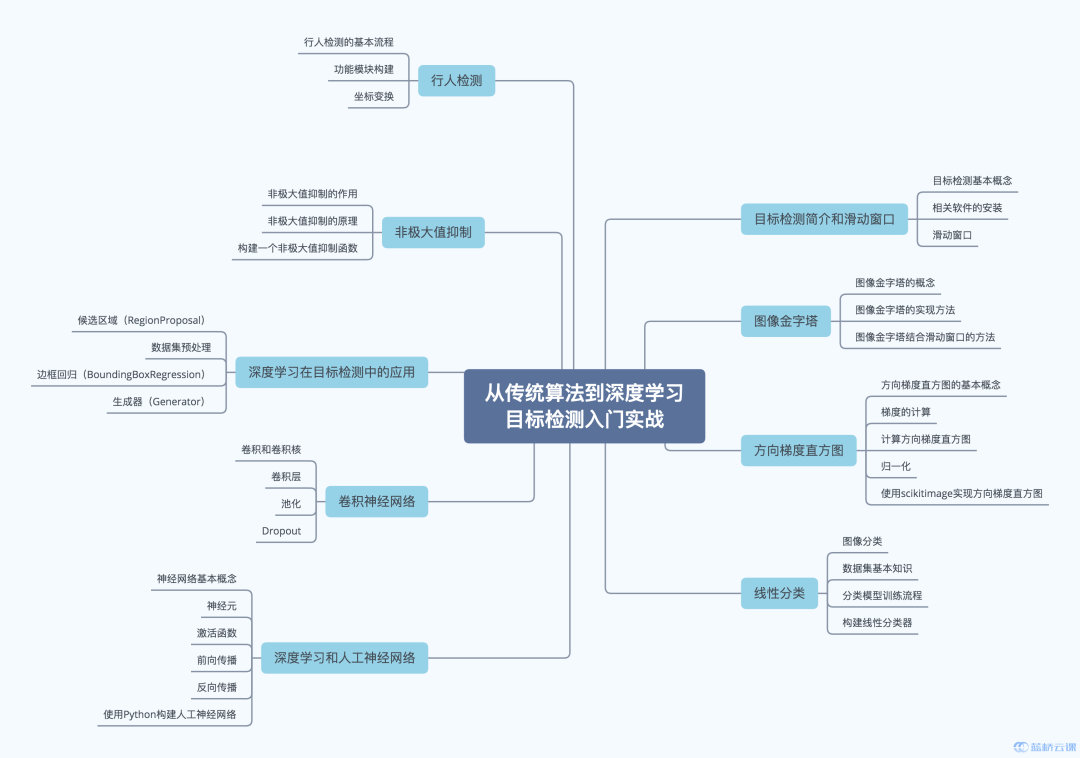 从传统算法到深度学习
目标检测入门实战
目标检测简介和滑动窗口
目标检测基本概念
相关软件的安装
滑动窗口
图像金字塔
图像金字塔的概念
图像金字塔的实现方法
图像金字塔结合滑动窗口的方法
方向梯度直方图
方向梯度直方图的基本概念
梯度的计算
计算方向梯度直方图
归一化
使用scikitimage实现方向梯度直方图
线性分类
图像分类
数据集基本知识
分类模型训练流程
构建线性分类器
行人检测
行人检测的基本流程
功能模块构建
坐标变换
非极大值抑制
非极大值抑制的作用
非极大值抑制的原理
构建一个非极大值抑制函数
深度学习在目标检测中的应用
候选区域（RegionProposal）
数据集预处理
边框回归（BoundingBoxRegression）
生成器（Generator）
卷积神经网络
卷积和卷积核
卷积层
池化
Dropout
深度学习和人工神经网络
神经网络基本概念
神经元
激活函数
前向传播
反向传播
使用Python构建人工神经网络
蓝桥云课